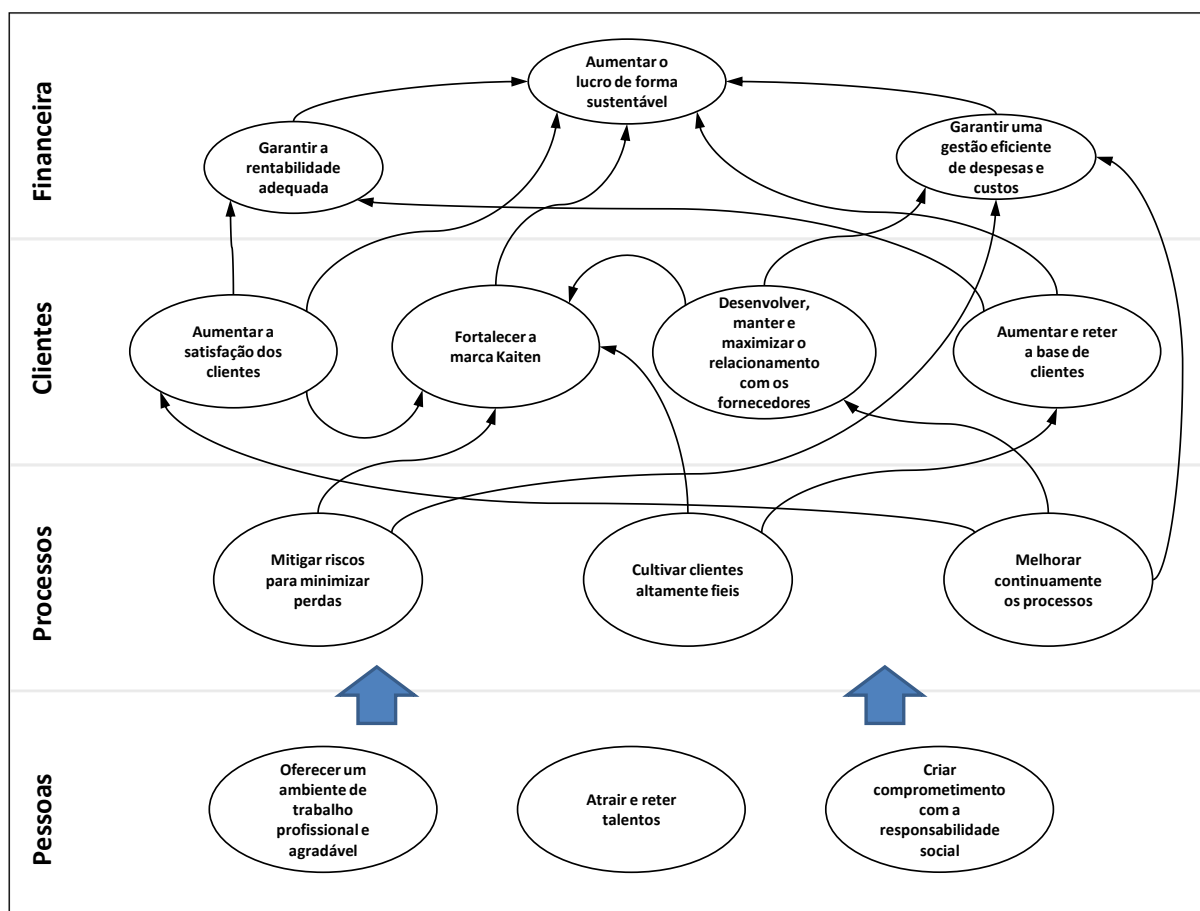 Financeira
Aumentar o
lucro de forma
sustentável
Garantir a
rentabilidade
adequada
Garantir uma
gestão eficiente
de despesas e
custos
Clientes
Aumentar a
satisfação dos
clientes
Fortalecer a
marca Kaiten
Desenvolver,
manter e
maximizar o
relacionamento
com os
fornecedores
Aumentar e reter
a base de
clientes
Processos
Mitigar riscos
para minimizar
perdas
Cultivar clientes
altamente fieis
Melhorar
continuamente
os processos
Pessoas
Oferecer um
ambiente de
trabalho
profissional e
agradável
Atrair e reter
talentos
Criar
comprometimento
com a
responsabilidade
social